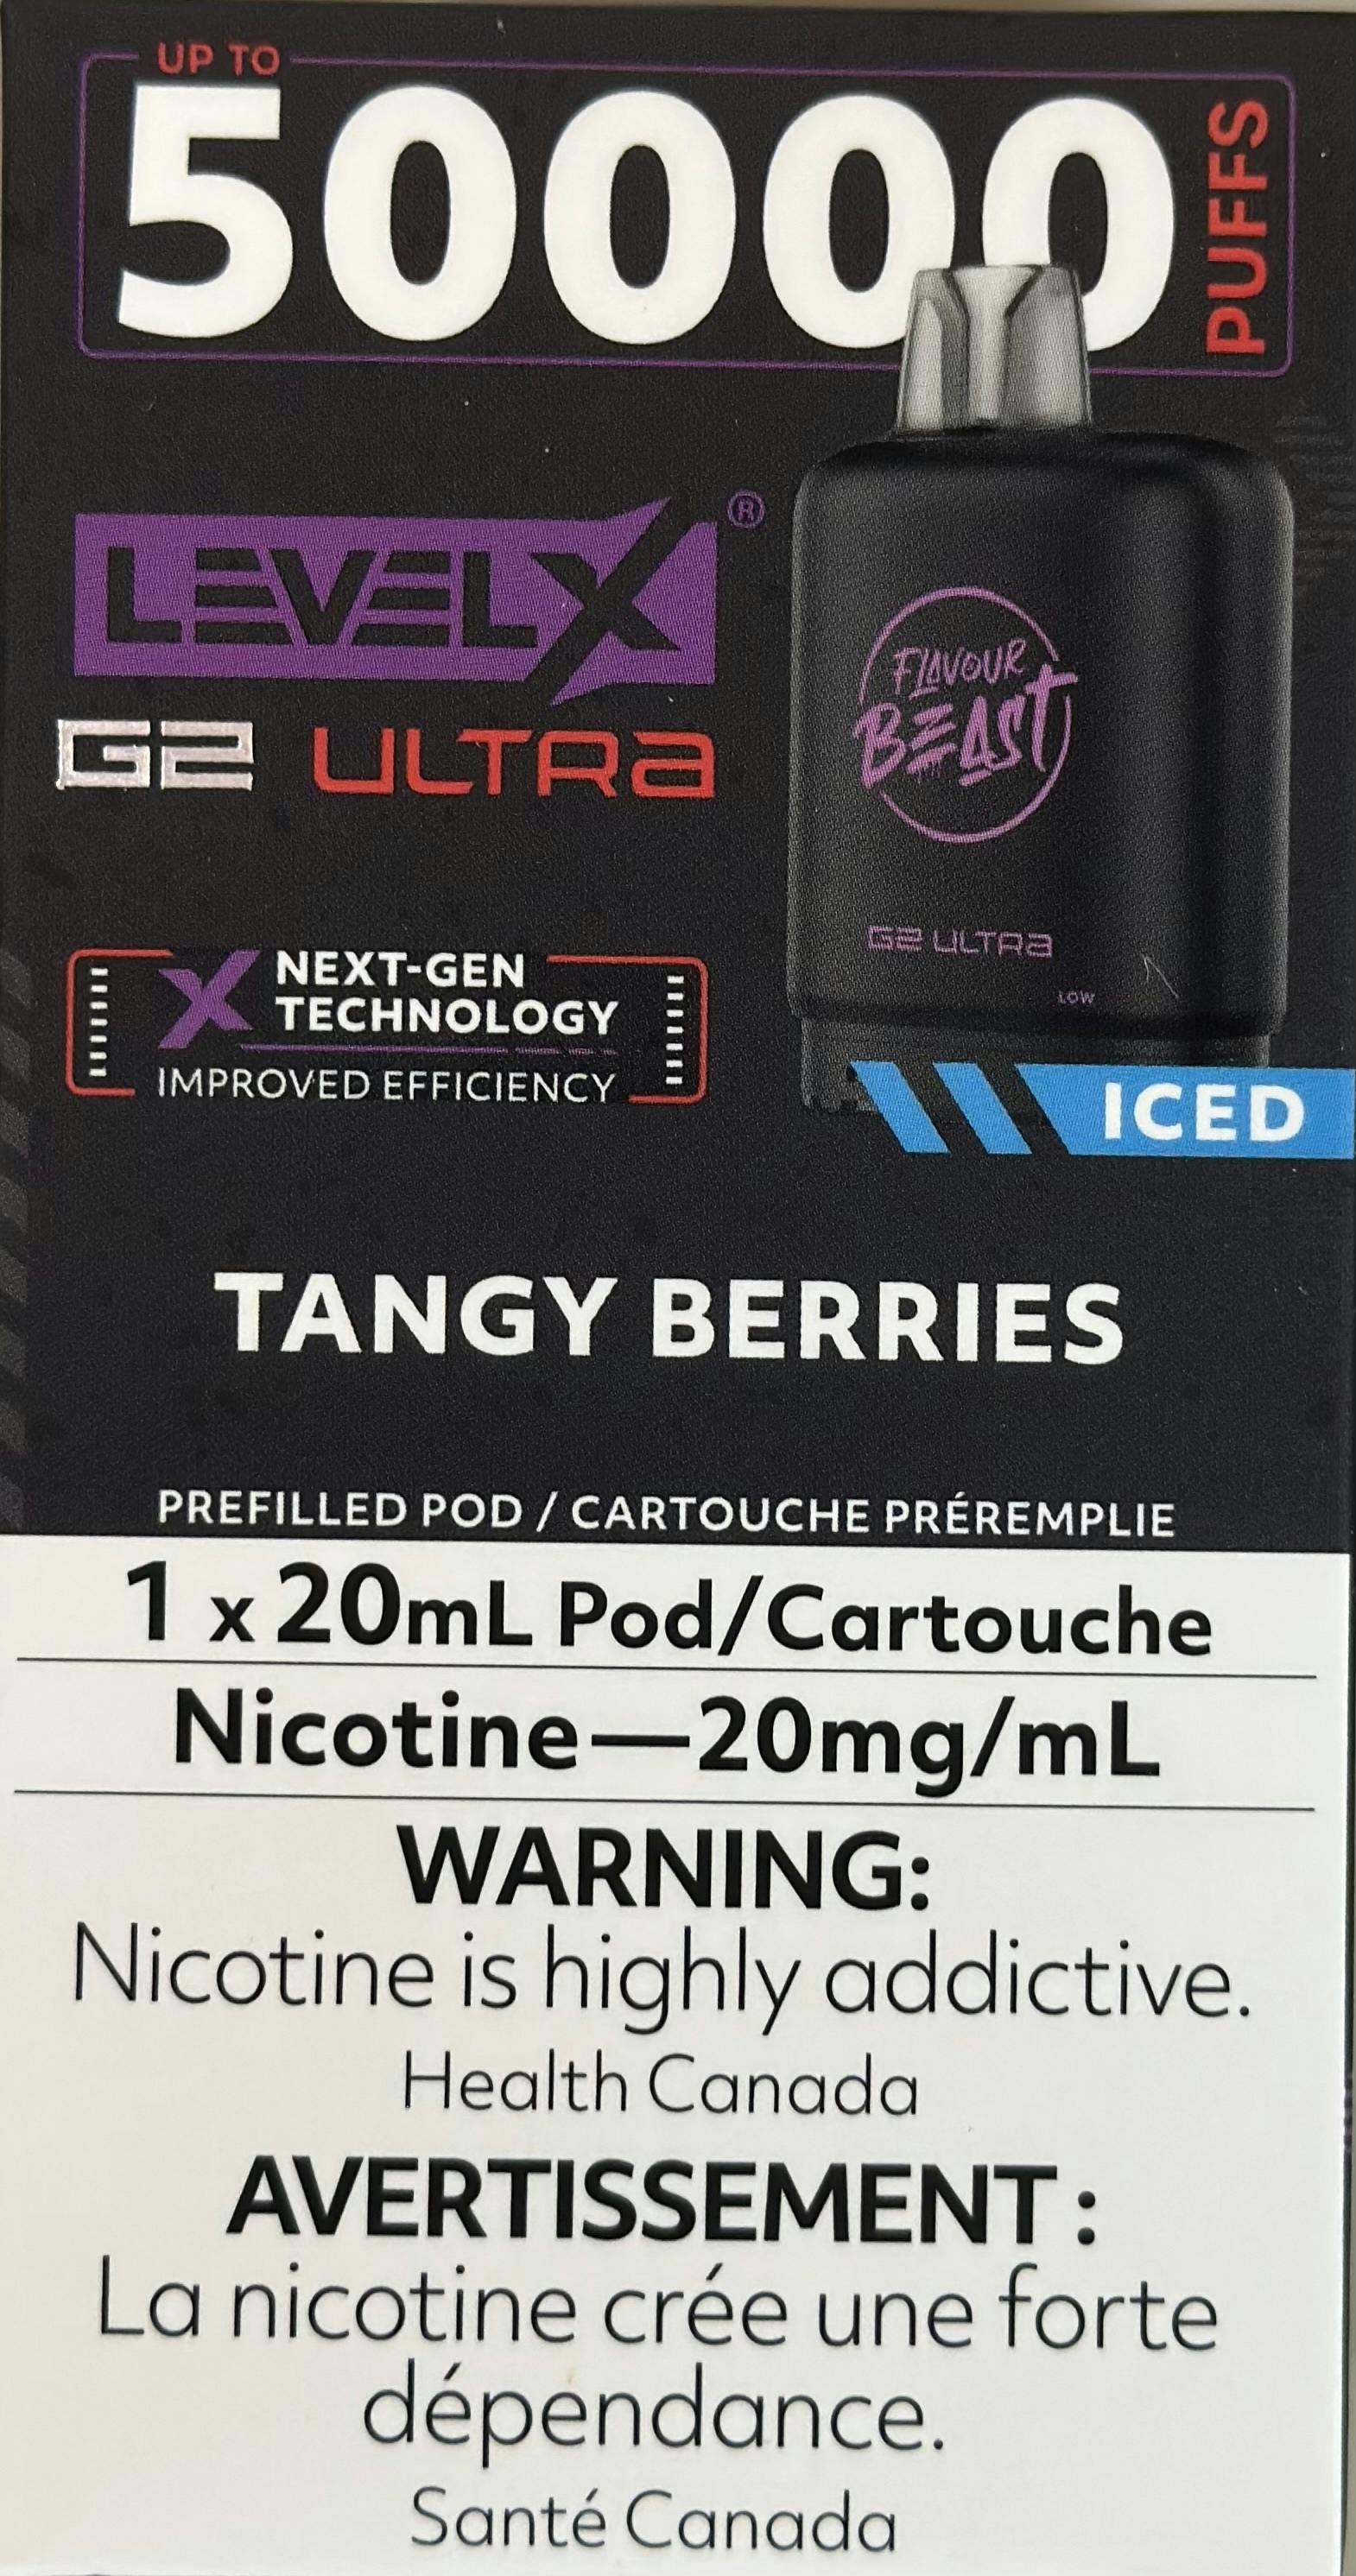 UP TO
50000
PUFFS
LEVELX®
G2 ULTRA
FLAVOUR
BEAST
G2 ULTRA
LOW
X NEXT-GEN
TECHNOLOGY
IMPROVED EFFICIENCY
ICED
TANGY BERRIES
PREFILLED POD / CARTOUCHE PRÉREMPLIE
1 x 20mL Pod/Cartouche
Nicotine—20mg/mL
WARNING:
Nicotine is highly addictive.
Health Canada
AVERTISSEMENT :
La nicotine crée une forte
dépendance.
Santé Canada